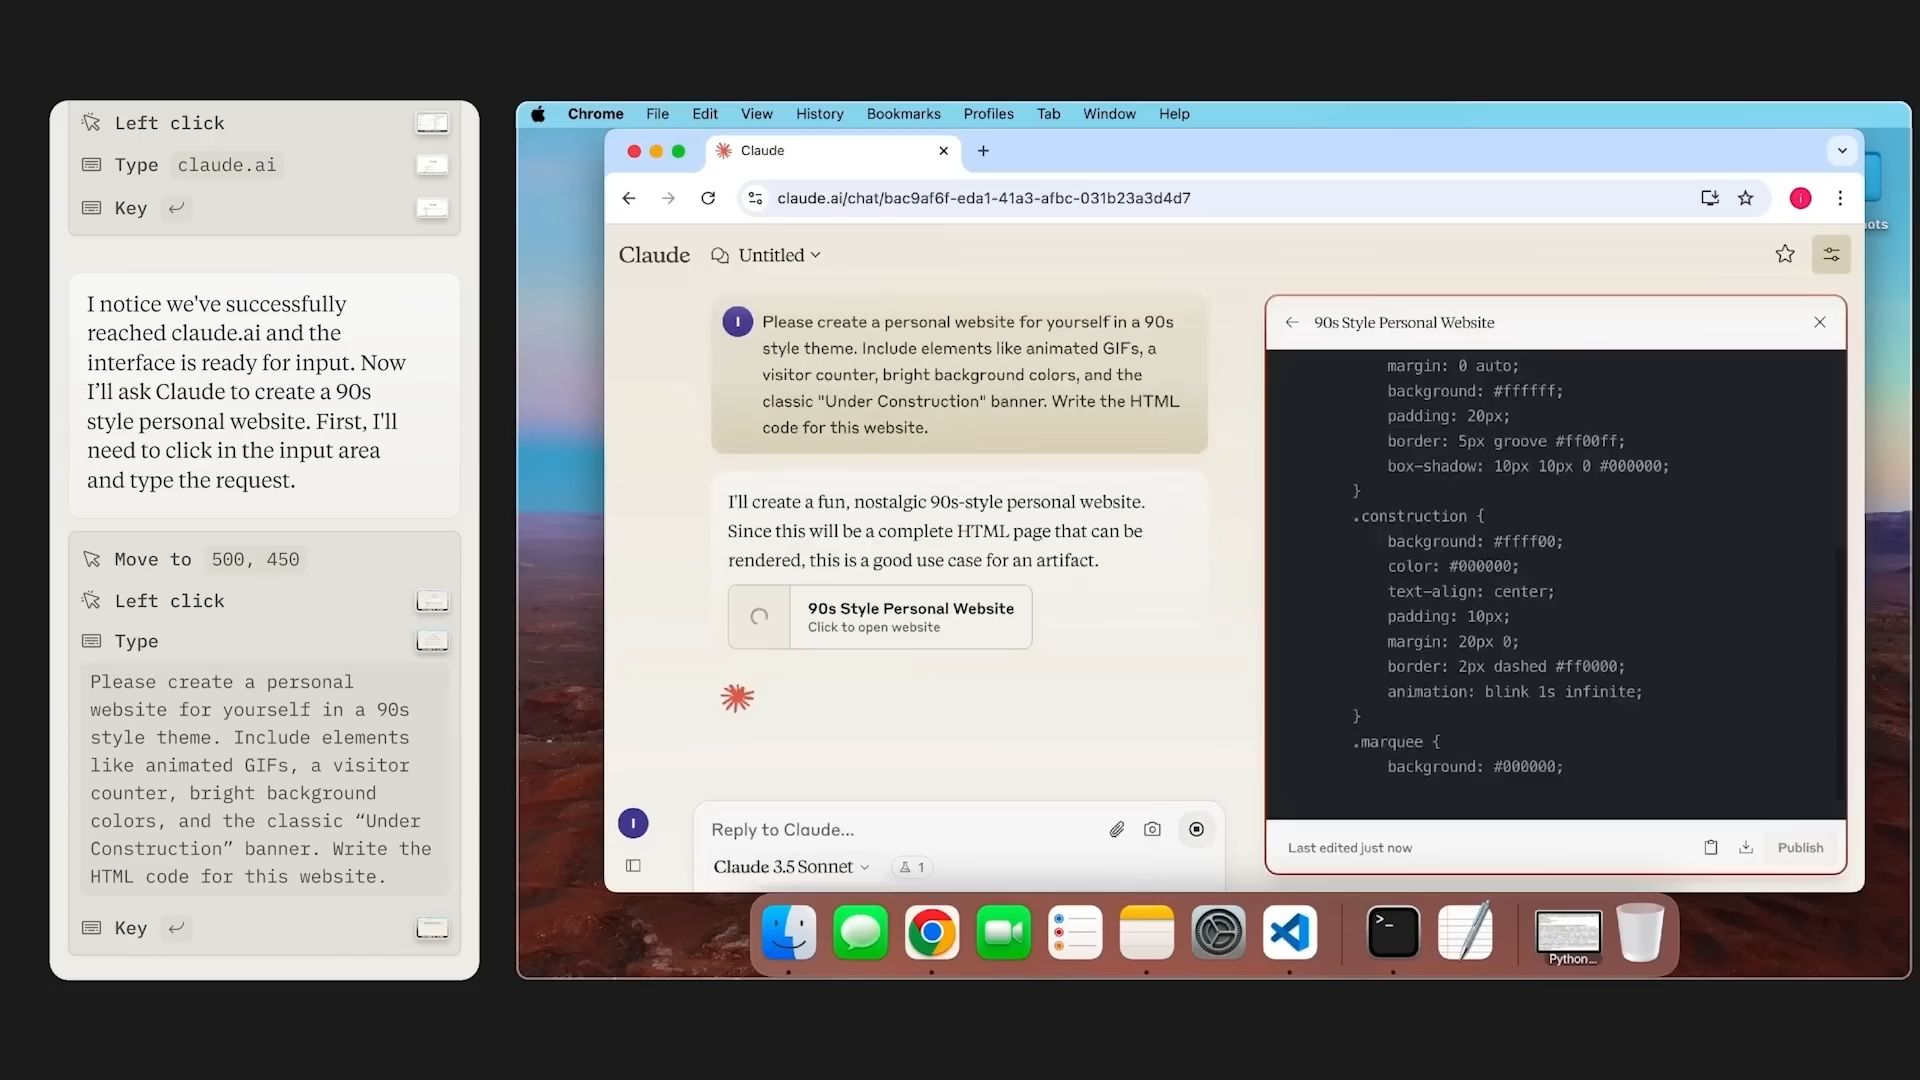 Left click
Type claude.ai
Key
I notice we've successfully
reached claude.ai and the
interface is ready for input. Now
I'll ask Claude to create a 90s
style personal website. First, I'll
need to click in the input area
and type the request.
Move to 500, 450
Left click
Type
Please create a personal
website for yourself in a 90s
style theme. Include elements
like animated GIFs, a visitor
counter, bright background
colors, and the classic “Under
Construction” banner. Write the
HTML code for this website.
Key
Chrome File Edit View History Bookmarks Profiles Tab Window Help
Claude
claude.ai/chat/bac9af6f-eda1-41a3-afbc-031b23a3d4d7
i
ots
Claude Untitled
I
Please create a personal website for yourself in a 90s
style theme. Include elements like animated GIFs, a
visitor counter, bright background colors, and the
classic "Under Construction" banner. Write the HTML
code for this website.
I'll create a fun, nostalgic 90s-style personal website.
Since this will be a complete HTML page that can be
rendered, this is a good use case for an artifact.
90s Style Personal Website
Click to open website
I
Reply to Claude...
Claude 3.5 Sonnet 1
90s Style Personal Website
margin: 0 auto;
background: #ffffff;
padding: 20px;
border: 5px groove #ff00ff;
box-shadow: 10px 10px 0 #000000;
}
.construction {
background: #ffff00;
color: #000000;
text-align: center;
padding: 10px;
margin: 20px 0;
border: 2px dashed #ff0000;
animation: blink 1s infinite;
}
.marquee {
background: #000000;
Last edited just now
Publish
Python...